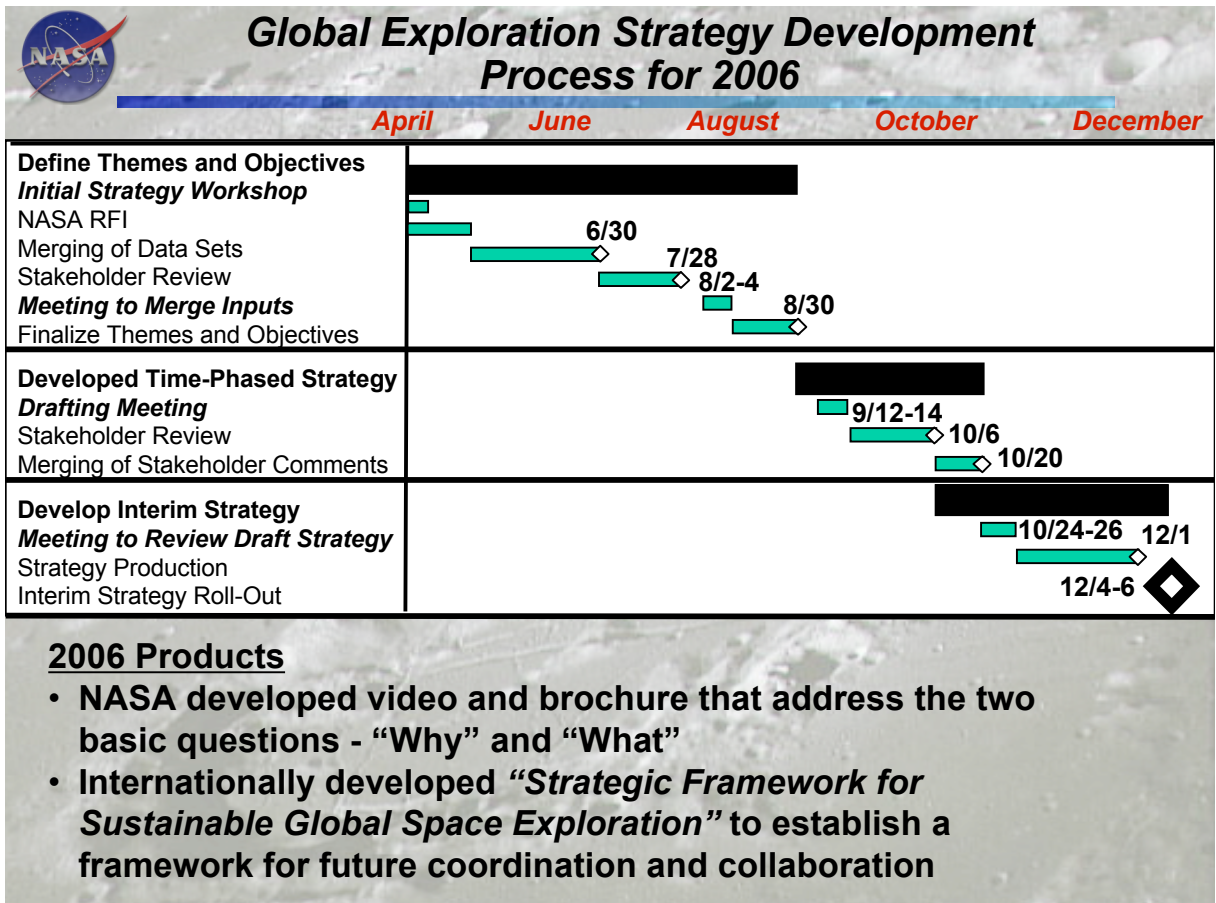 NASA
Global Exploration Strategy Development
Process for 2006
April June August October December
Define Themes and Objectives
Initial Strategy Workshop
NASA RFI
Merging of Data Sets
6/30
Stakeholder Review
7/28
Meeting to Merge Inputs
8/2-4
Finalize Themes and Objectives
8/30
Developed Time-Phased Strategy
Drafting Meeting
9/12-14
Stakeholder Review
10/6
Merging of Stakeholder Comments
10/20
Develop Interim Strategy
Meeting to Review Draft Strategy
10/24-26
Strategy Production
12/1
Interim Strategy Roll-Out
12/4-6
2006 Products
• NASA developed video and brochure that address the two
basic questions - “Why” and “What”
• Internationally developed “Strategic Framework for
Sustainable Global Space Exploration” to establish a
framework for future coordination and collaboration